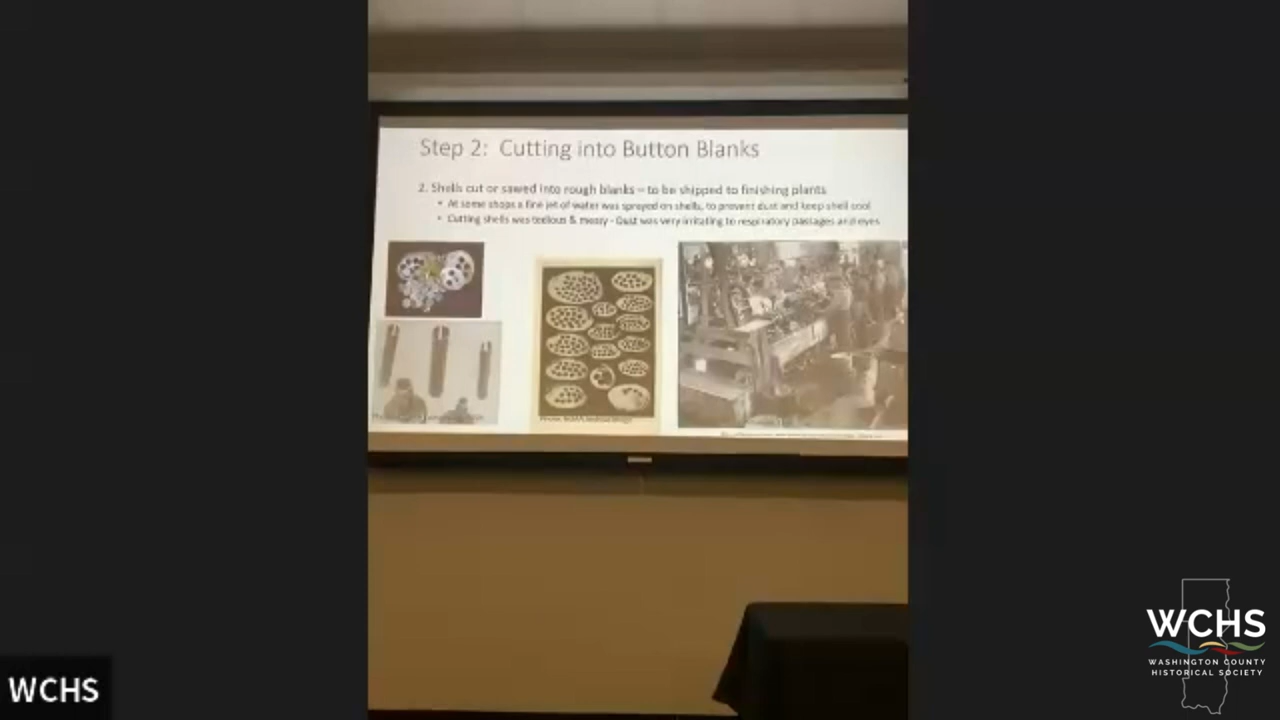 Step 2: Cutting into Button Blanks
2. Shells cut or sawed into rough blanks – to be shipped to finishing plants
• At some shops a fine jet of water was sprayed on shells, to prevent dust and keep shell cool
• Cutting shells was tedious & messy - Dust was very irritating to respiratory passages and eyes
WCHS
WASHINGTON COUNTY
HISTORICAL SOCIETY
WCHS